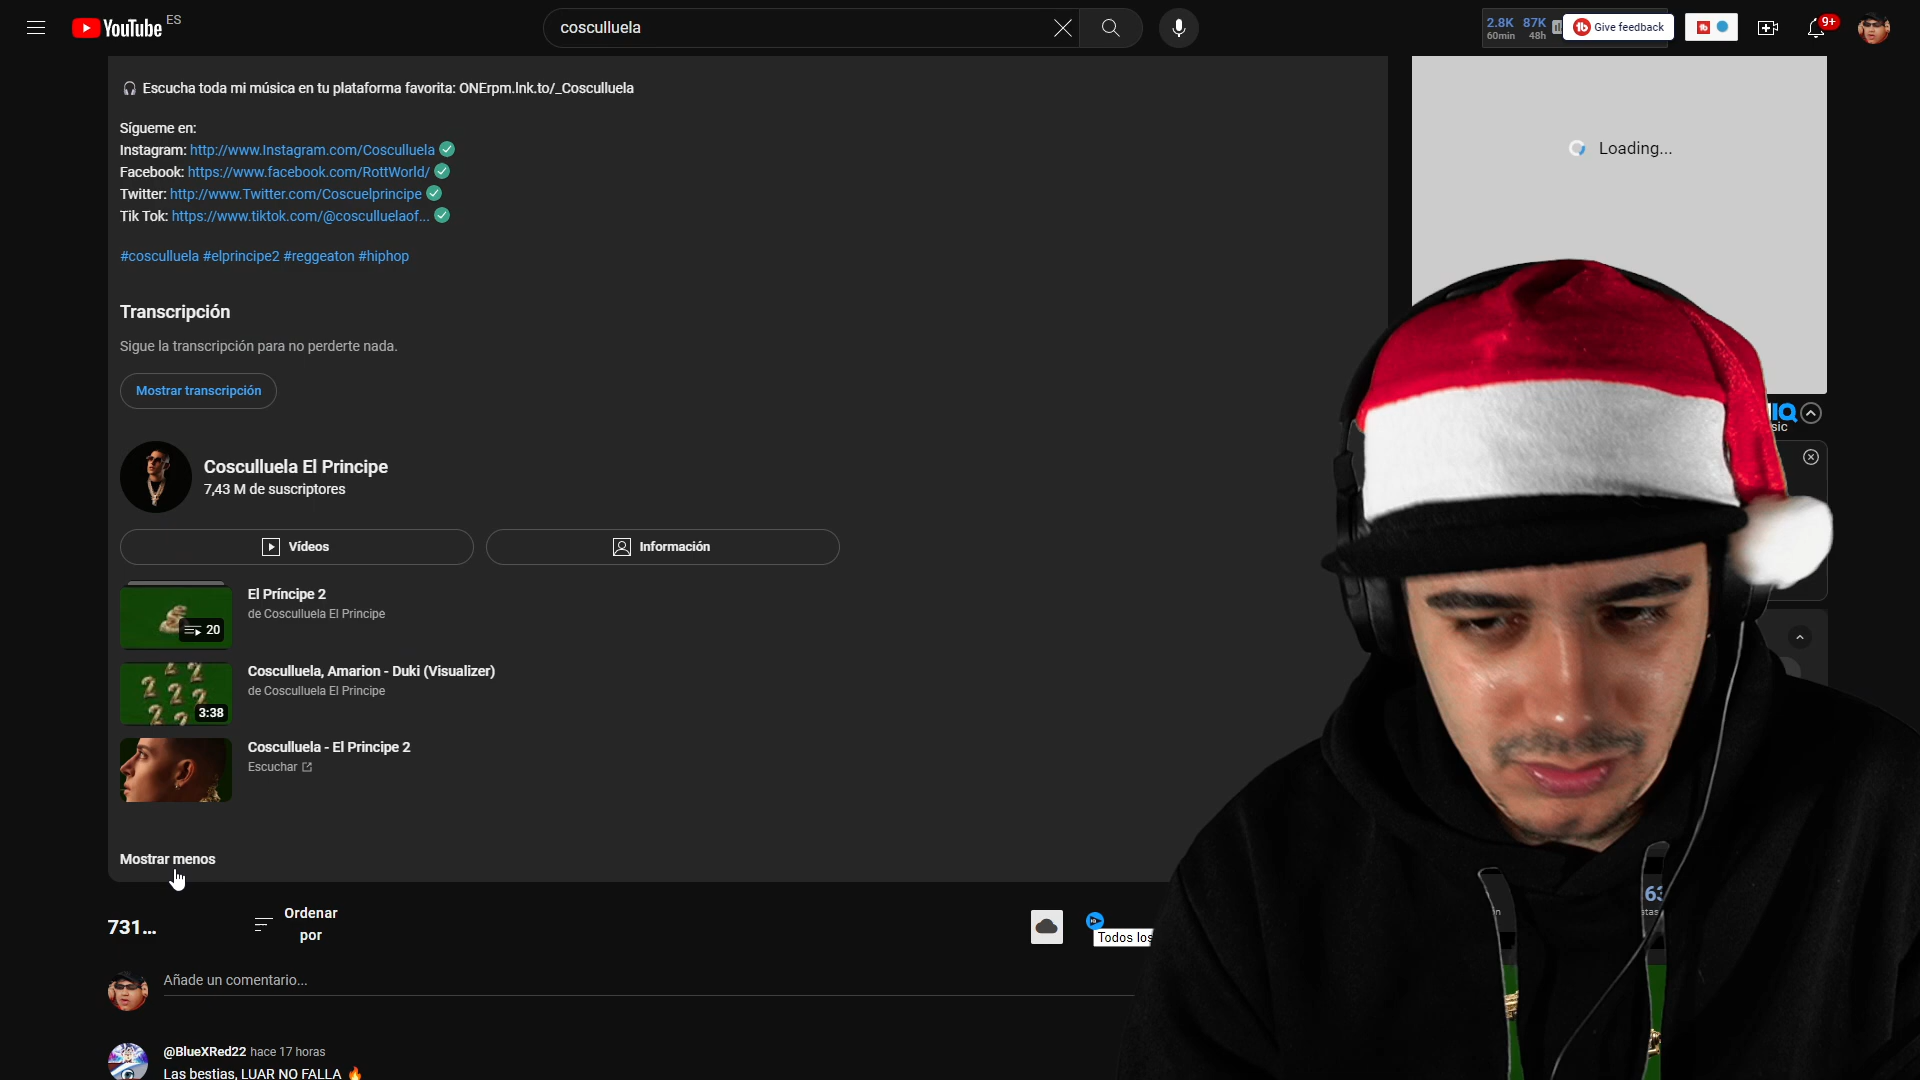 YouTube ES
coscculluela
2.8K 87K
60min 48h
Give feedback
9+
Escucha toda mi música en tu plataforma favorita: ONErpm.lnk.to/_Cosculluela
Sígueme en:
Instagram: http://www.Instagram.com/Cosculluela
Facebook: https://www.facebook.com/RottWorld/
Twitter: http://www.Twitter.com/Coscuelprincipe
Tik Tok: https://www.tiktok.com/@cosculluelaof...
#cosculluela #elprincipe2 #reggeaton #hiphop
Transcripción
Sigue la transcripción para no perderte nada.
Mostrar transcripción
Cosculluela El Principe
7,43 M de suscriptores
Vídeos
Información
El Príncipe 2
de Cosculluela El Principe
20
Cosculluela, Amarion - Duki (Visualizer)
de Cosculluela El Principe
3:38
Cosculluela - El Principe 2
Escuchar
Mostrar menos
731...
Ordenar
por
Todos los
Añade un comentario...
@BlueXRed22 hace 17 horas
Las bestias, LUAR NO FALLA 🔥
Loading...
IQ
sic
63